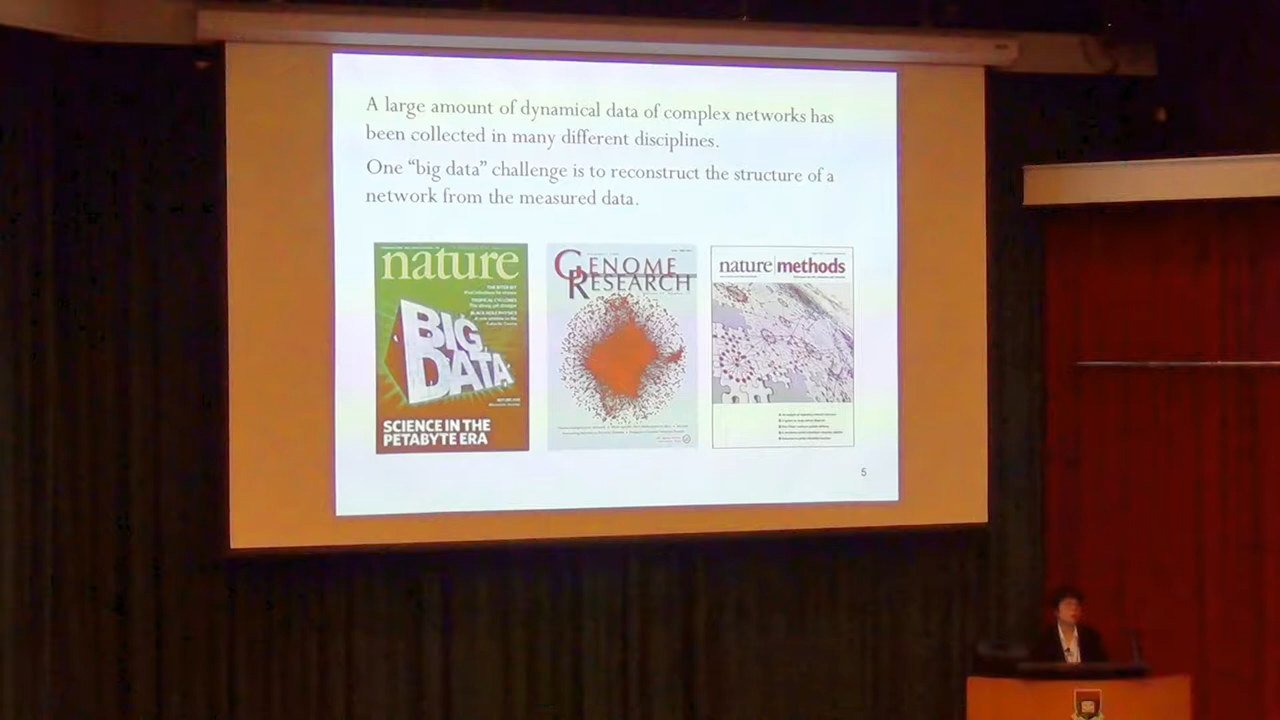 A large amount of dynamical data of complex networks has
been collected in many different disciplines.
One “big data” challenge is to reconstruct the structure of a
network from the measured data.
nature
BIG
DATA
SCIENCE IN THE
PETABYTE ERA
GENOME
RESEARCH
nature methods
5